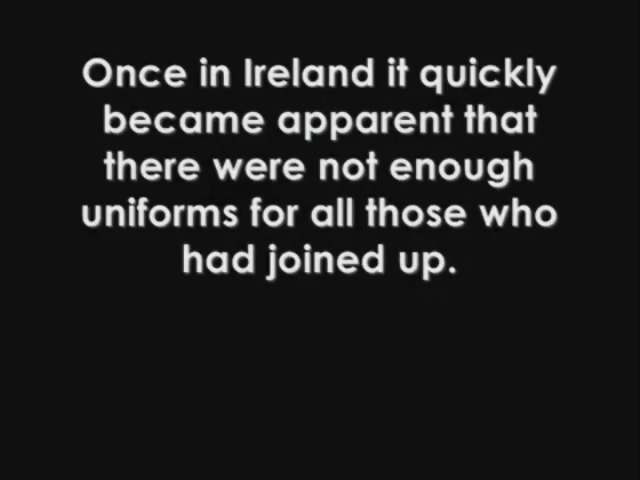 Once in Ireland it quickly
became apparent that
there were not enough
uniforms for all those who
had joined up.